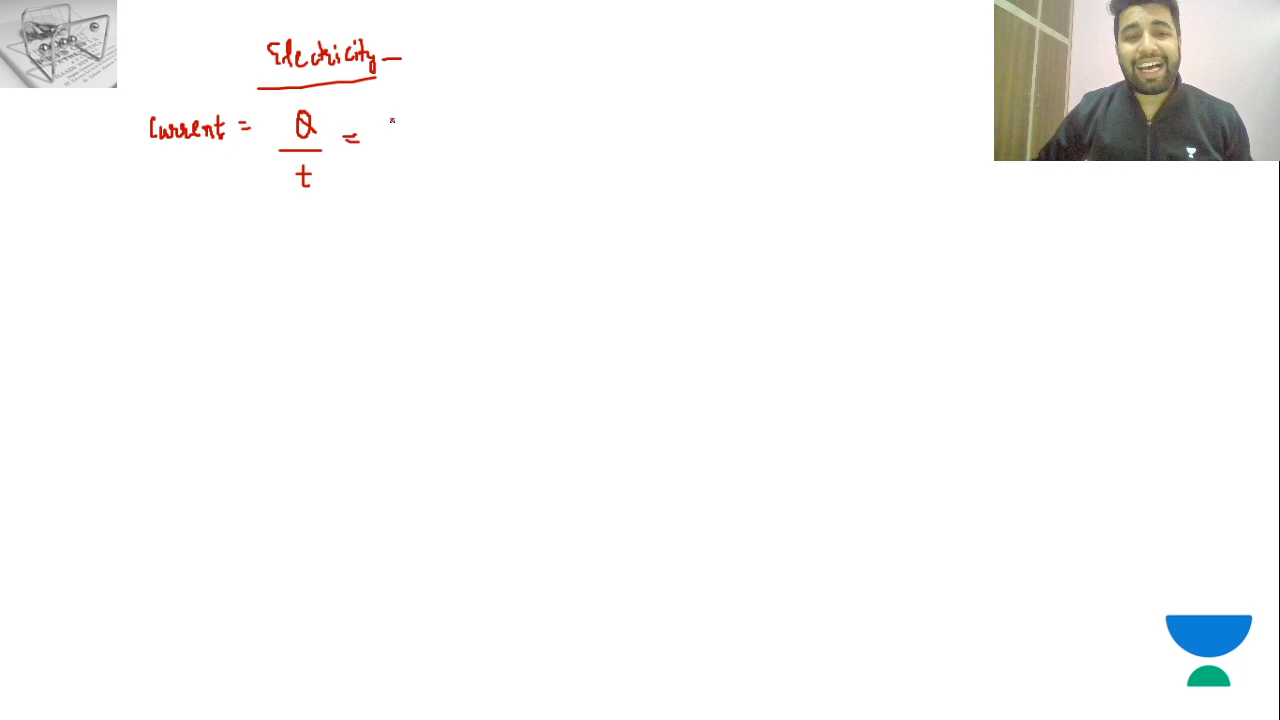 Electricity –
Current = Q/t =